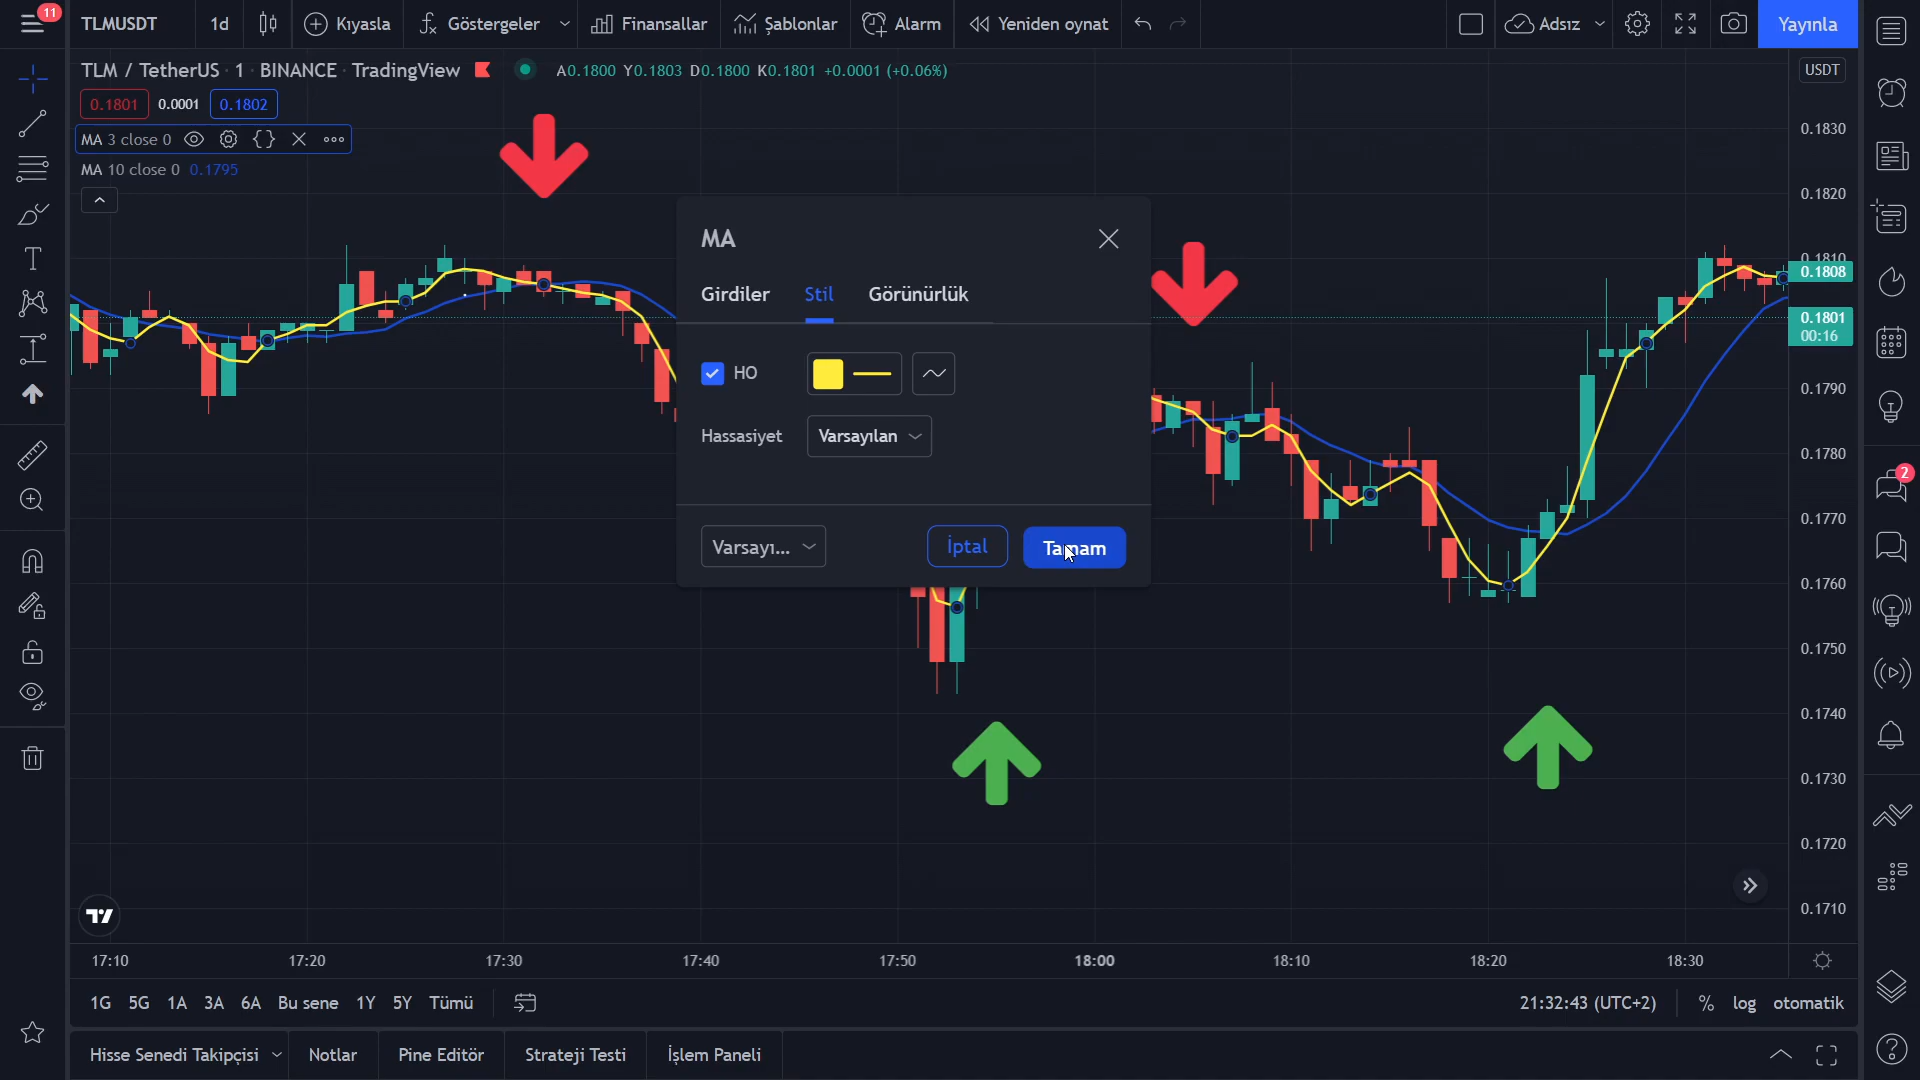 11
TLMUSDT
1d
Kıyasla
Göstergeler
Finansallar
Şablonlar
Alarm
Yeniden oynat
Adsız
Yayınla
TLM / TetherUS · 1 · BINANCE · TradingView
A0.1800 Y0.1803 D0.1800 K0.1801 +0.0001 (+0.06%)
USDT
0.1801 0.0001 0.1802
MA 3 close 0
MA 10 close 0 0.1795
MA
Girdiler
Stil
Görünürlük
HO
Hassasiyet
Varsayılan
Varsayı...
İptal
Tamam
0.1830
0.1820
0.1810
0.1808
0.1801
00:16
0.1790
0.1780
0.1770
0.1760
0.1750
0.1740
0.1730
0.1720
0.1710
2
17:10
17:20
17:30
17:40
17:50
18:00
18:10
18:20
18:30
1G 5G 1A 3A 6A Bu sene 1Y 5Y Tümü
21:32:43 (UTC+2)
% log otomatik
Hisse Senedi Takipçisi
Notlar
Pine Editör
Strateji Testi
İşlem Paneli